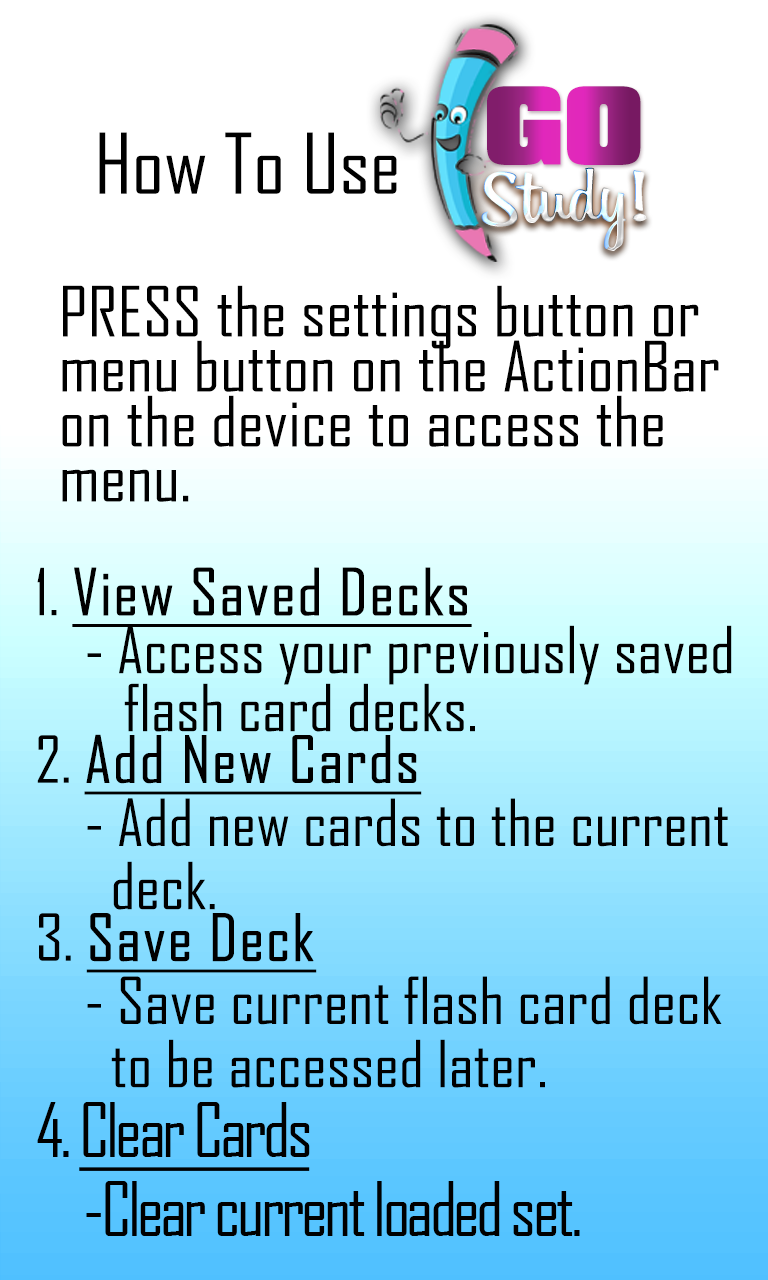 How To Use GO
Study!
PRESS the settings button or
menu button on the ActionBar
on the device to access the
menu.
1. View Saved Decks
- Access your previously saved
flash card decks.
2. Add New Cards
- Add new cards to the current
deck.
3. Save Deck
- Save current flash card deck
to be accessed later.
4. Clear Cards
-Clear current loaded set.